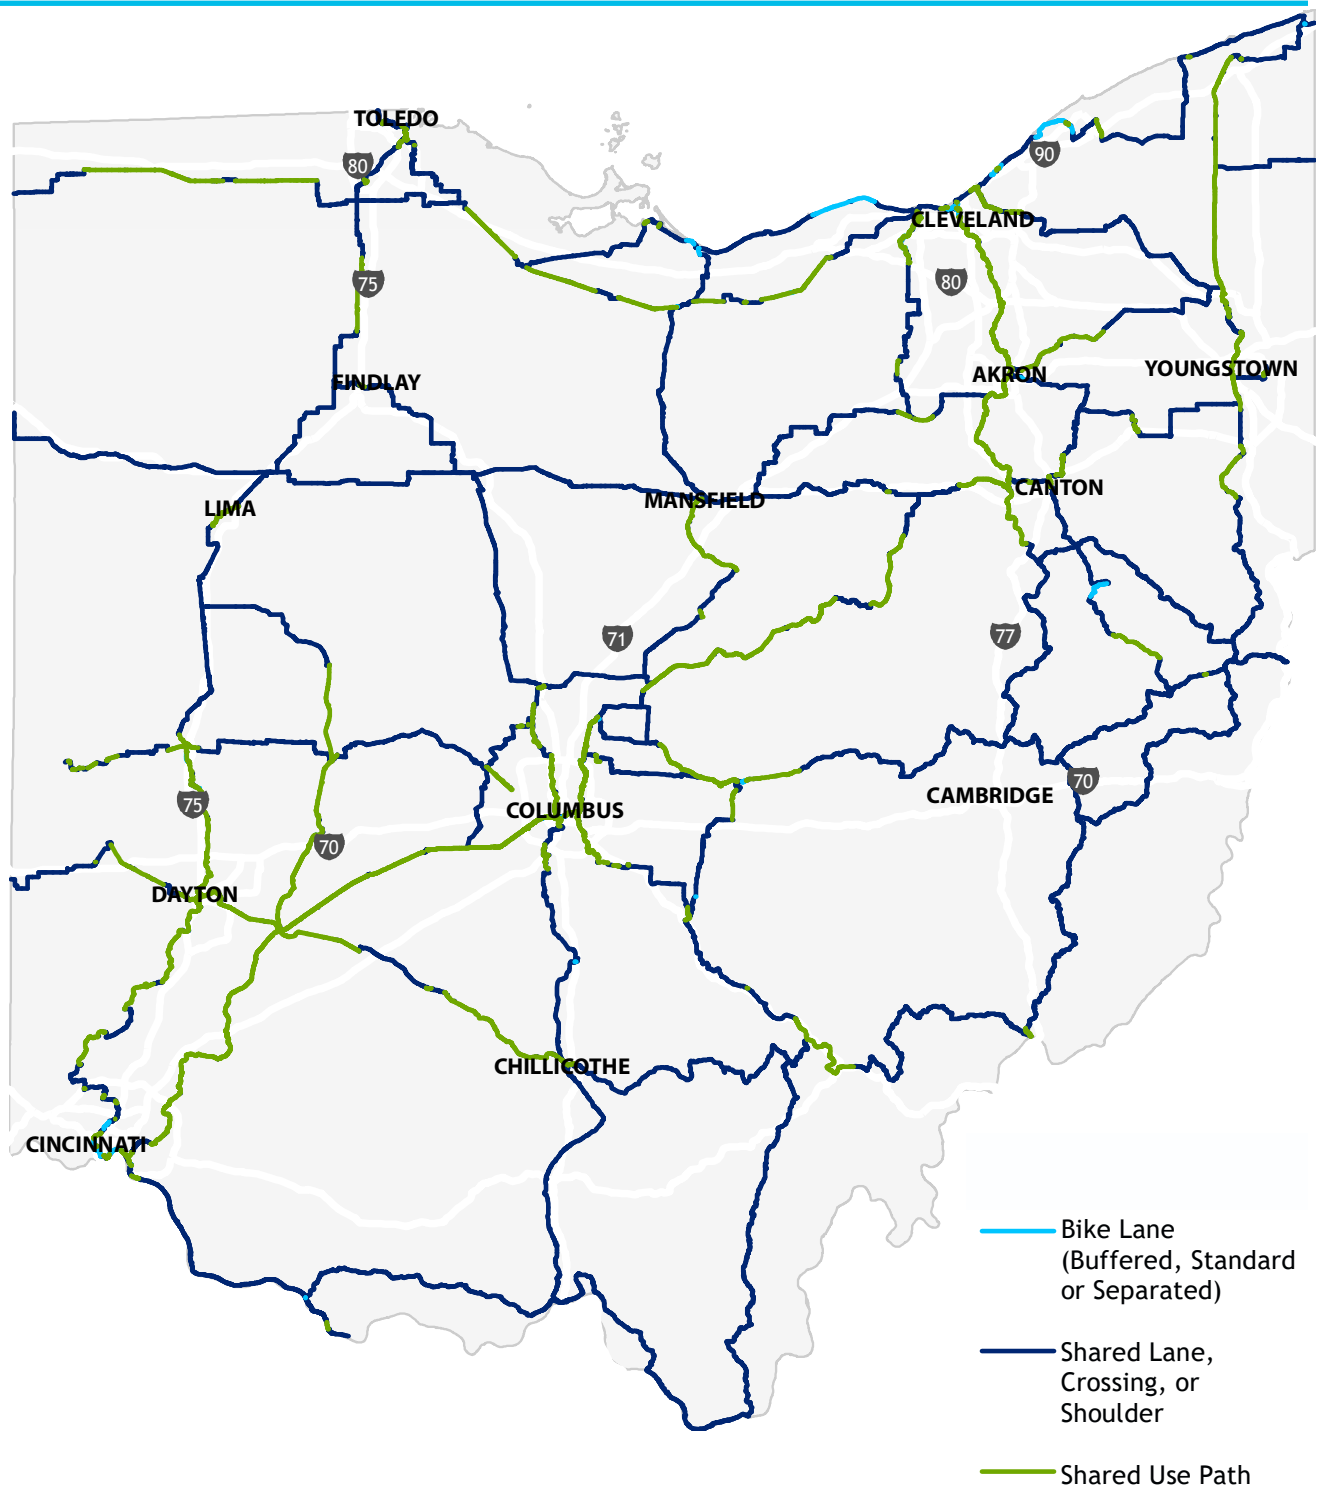 TOLEDO
80
90
CLEVELAND
75
80
FINDLAY
AKRON
YOUNGSTOWN
LIMA
MANSFIELD
CANTON
71
77
75
COLUMBUS
CAMBRIDGE
70
70
DAYTON
CHILLICOTHE
CINCINNATI
Bike Lane
(Buffered, Standard
or Separated)
Shared Lane,
Crossing, or
Shoulder
Shared Use Path